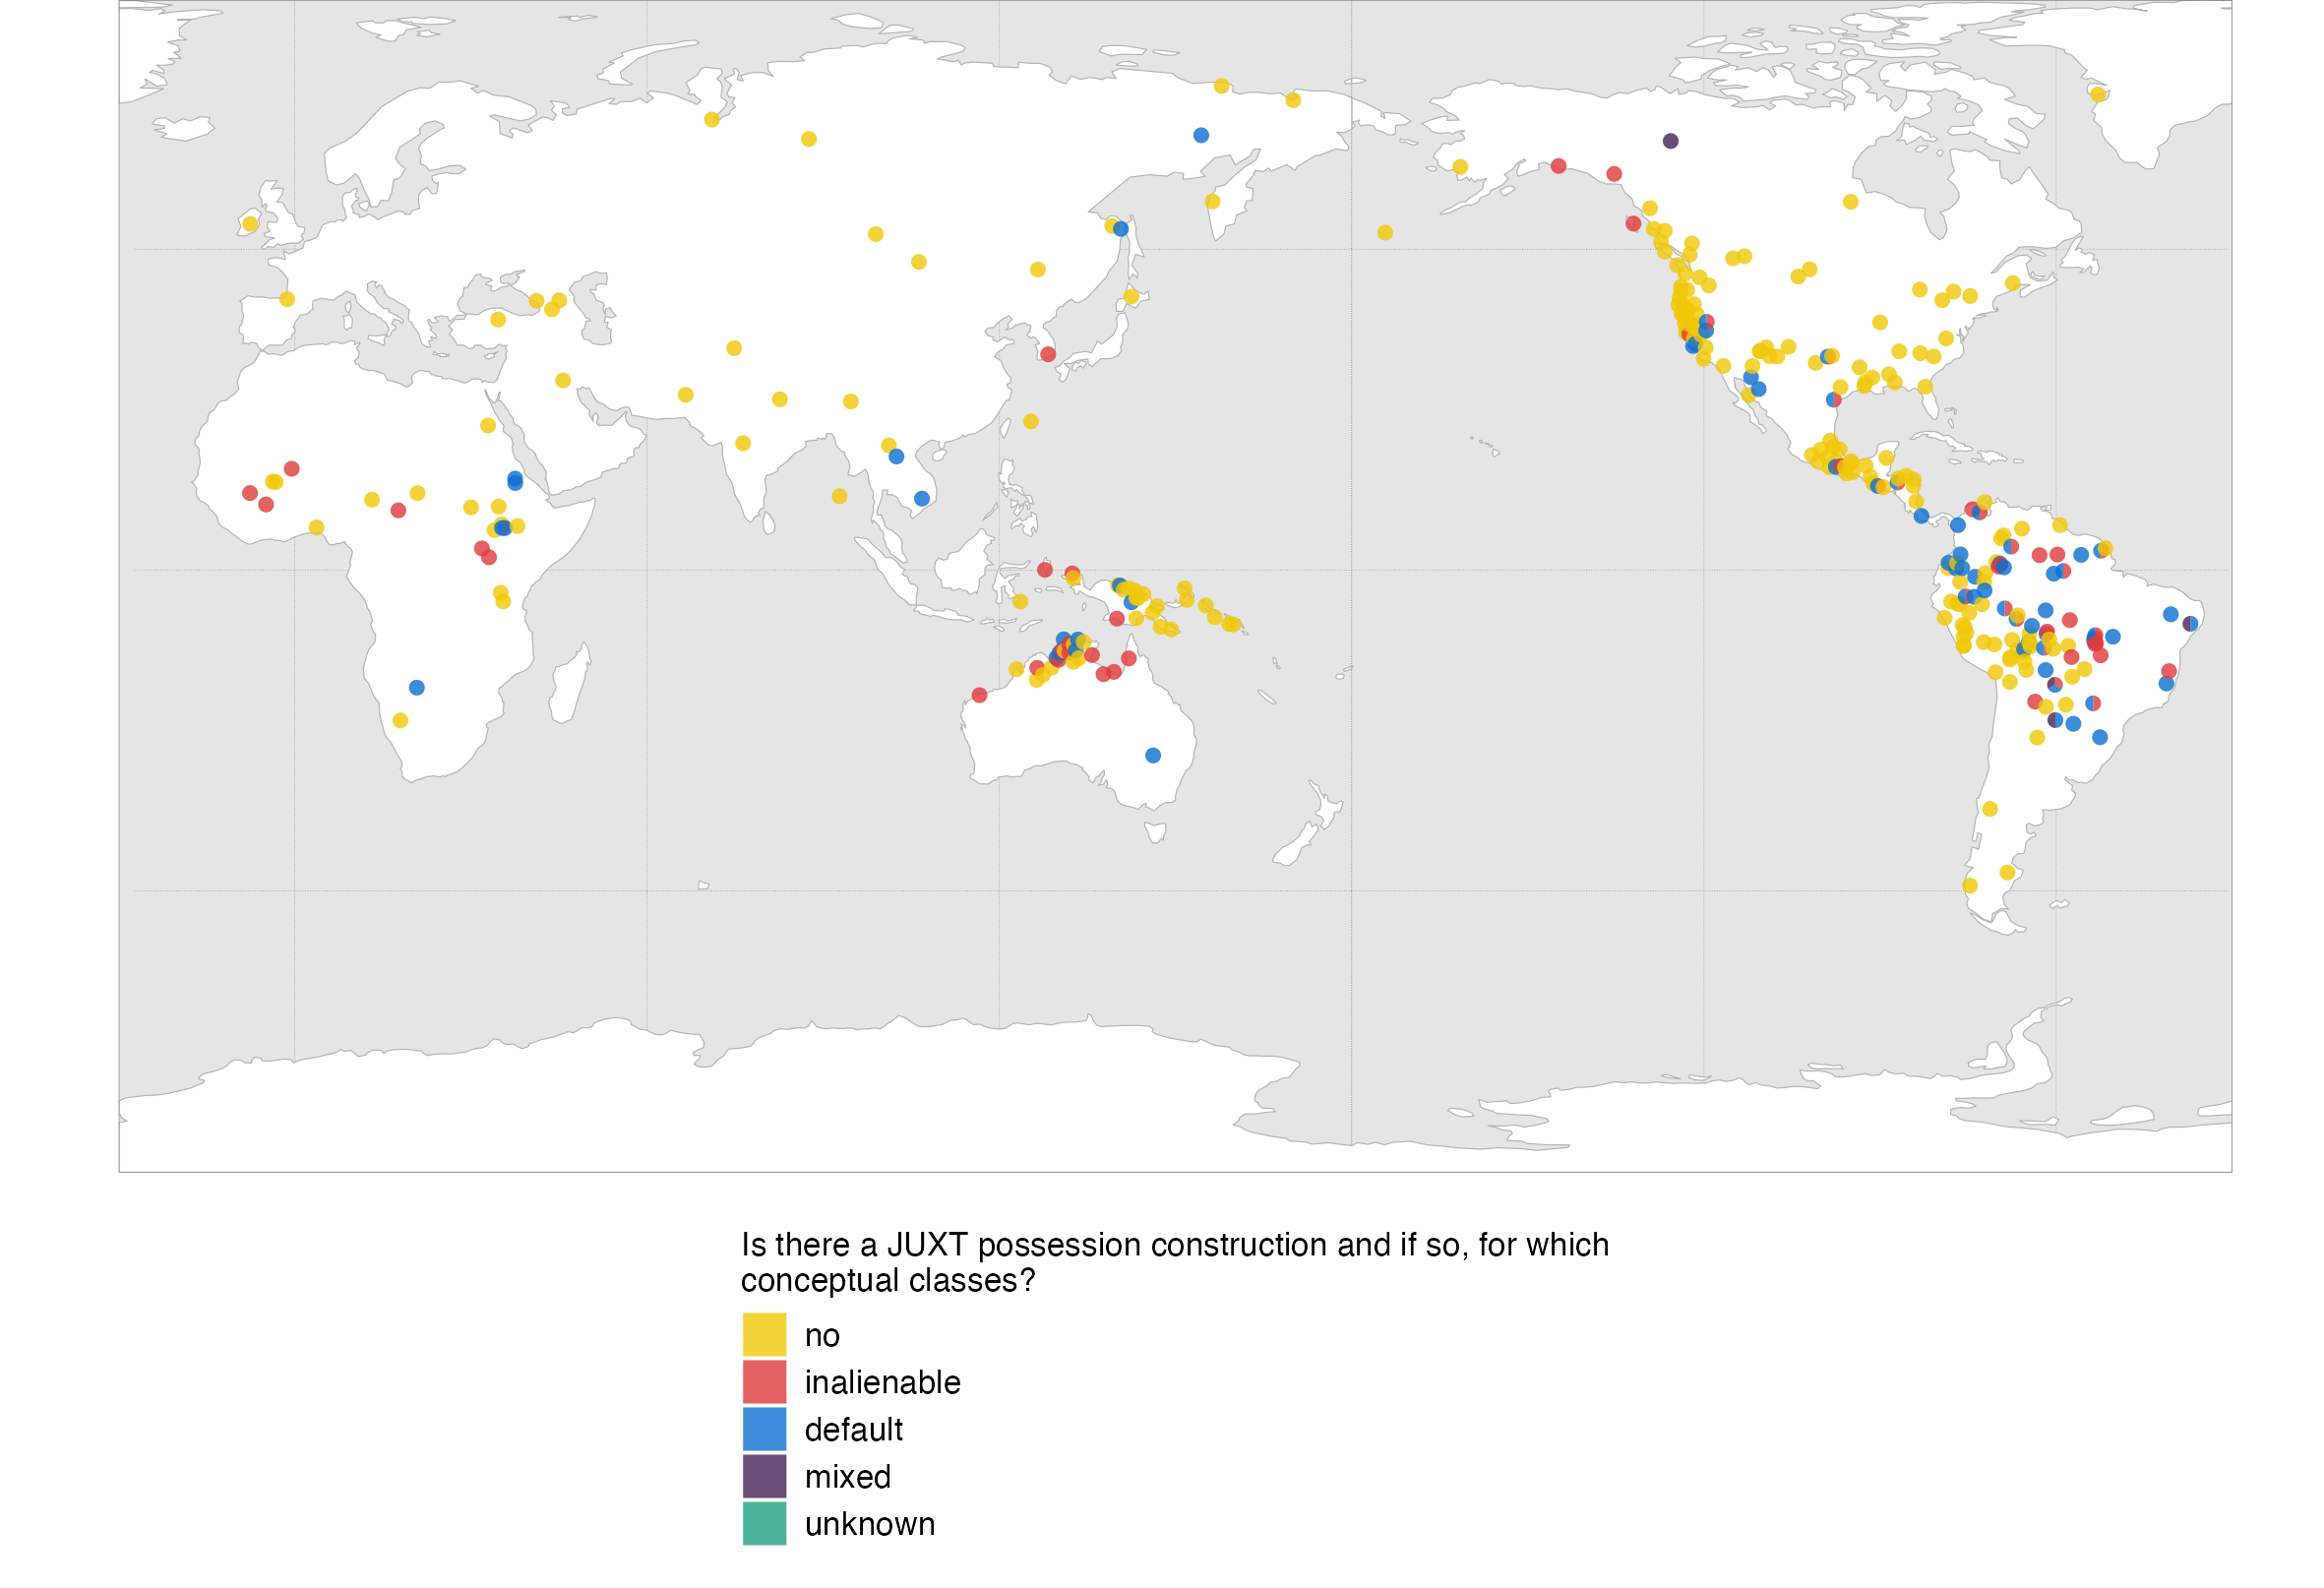 Is there a JUXT possession construction and if so, for which
conceptual classes?
no
inalienable
default
mixed
unknown